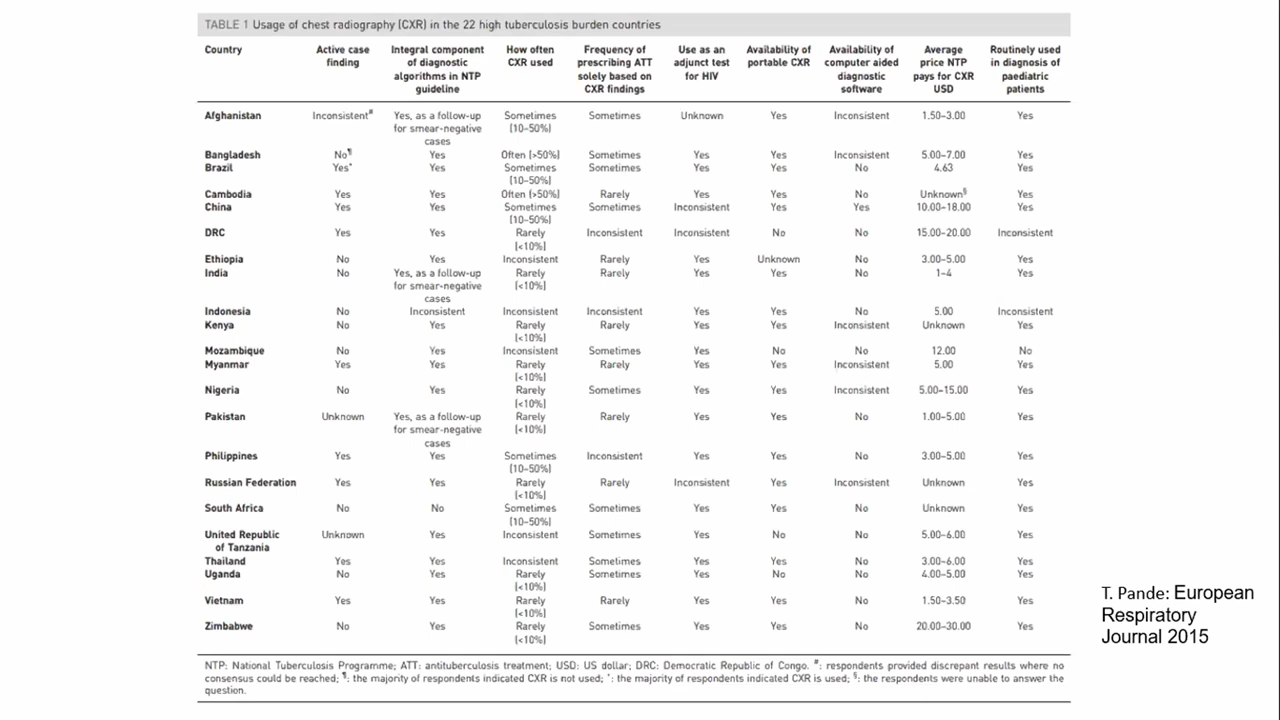 TABLE 1 Usage of chest radiography (CXR) in the 22 high tuberculosis burden countries
Country Active case finding Integral component of diagnostic algorithms in NTP guideline How often CXR used Frequency of prescribing ATT solely based on CXR findings Use as an adjunct test for HIV Availability of portable CXR Availability of computer aided diagnostic software Average price NTP pays for CXR USD Routinely used in diagnosis of paediatric patients
Afghanistan Inconsistent# Yes, as a follow-up for smear-negative cases Sometimes (10–50%) Sometimes Unknown Yes Inconsistent 1.50–3.00 Yes
Bangladesh No¶ Yes Often (>50%) Sometimes Yes Yes Inconsistent 5.00–7.00 Yes
Brazil Yes+ Yes Sometimes (10–50%) Sometimes Yes Yes No 4.63 Yes
Cambodia Yes Yes Often (>50%) Rarely Yes Yes No Unknown§ Yes
China Yes Yes Sometimes (10–50%) Sometimes Inconsistent Yes Yes 10.00–18.00 Yes
DRC Yes Yes Rarely (<10%) Inconsistent Inconsistent No No 15.00–20.00 Inconsistent
Ethiopia No Yes Inconsistent Rarely Yes Unknown No 3.00–5.00 Yes
India No Yes, as a follow-up for smear-negative cases Rarely (<10%) Rarely Yes Yes No 1–4 Yes
Indonesia No Inconsistent Inconsistent Inconsistent Yes Yes No 5.00 Inconsistent
Kenya No Yes Rarely (<10%) Rarely Yes Yes Inconsistent Unknown Yes
Mozambique No Yes Inconsistent Sometimes Yes No No 12.00 No
Myanmar Yes Yes Rarely (<10%) Rarely Yes Yes Inconsistent 5.00 Yes
Nigeria No Yes Rarely (<10%) Sometimes Yes Yes Inconsistent 5.00–15.00 Yes
Pakistan Unknown Yes, as a follow-up for smear-negative cases Rarely (<10%) Rarely Yes Yes No 1.00–5.00 Yes
Philippines Yes Yes Sometimes (10–50%) Inconsistent Yes Yes No 3.00–5.00 Yes
Russian Federation Yes Yes Rarely (<10%) Rarely Inconsistent Yes Inconsistent Unknown Yes
South Africa No No Sometimes (10–50%) Sometimes Yes Yes No Unknown Yes
United Republic of Tanzania Unknown Yes Inconsistent Sometimes Yes No No 5.00–6.00 Yes
Thailand Yes Yes Inconsistent Sometimes Yes Yes No 3.00–6.00 Yes
Uganda No Yes Rarely (<10%) Sometimes Yes No No 4.00–5.00 Yes
Vietnam Yes Yes Rarely (<10%) Rarely Yes Yes No 1.50–3.50 Yes
Zimbabwe No Yes Rarely (<10%) Sometimes Yes Yes No 20.00–30.00 Yes
NTP: National Tuberculosis Programme; ATT: antituberculosis treatment; USD: US dollar; DRC: Democratic Republic of Congo. #: respondents provided discrepant results where no
consensus could be reached; ¶: the majority of respondents indicated CXR is not used; +: the majority of respondents indicated CXR is used; §: the respondents were unable to answer the
question.
T. Pande: European
Respiratory
Journal 2015